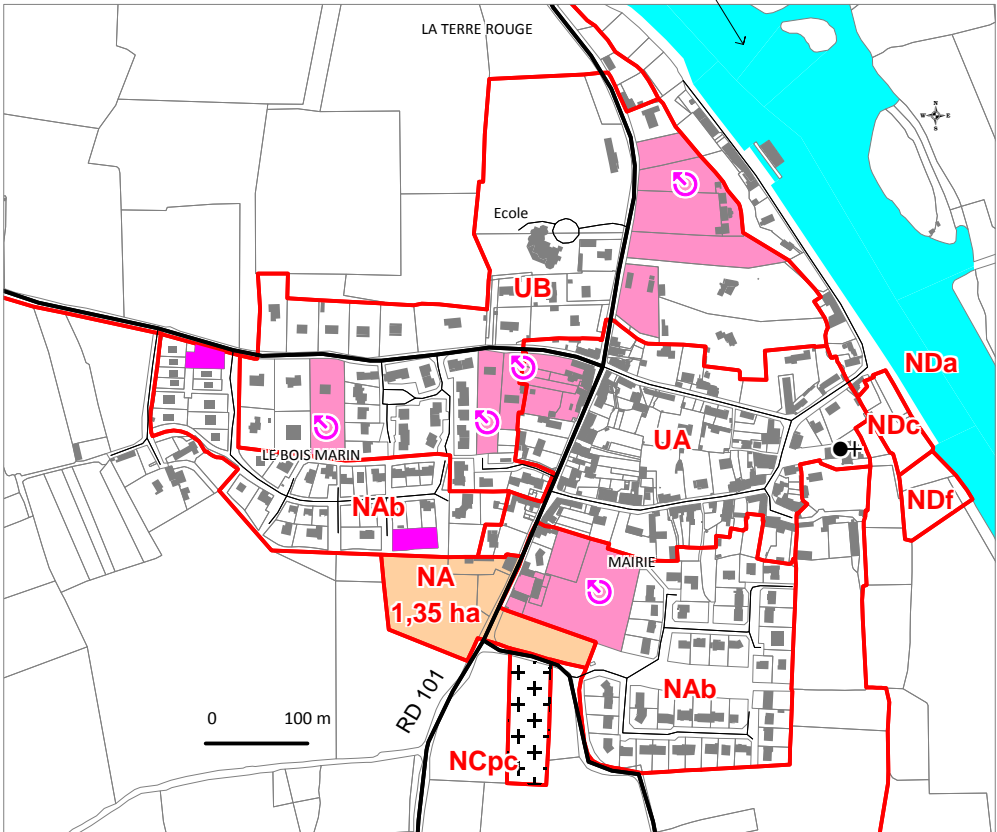 LA TERRE ROUGE
N
W E
S
Ecole
UB
NDa
NDc
UA
LE BOIS MARIN
NDf
NAb
MAIRIE
NA
1,35 ha
NAb
RD 101
0 100 m
NCpc